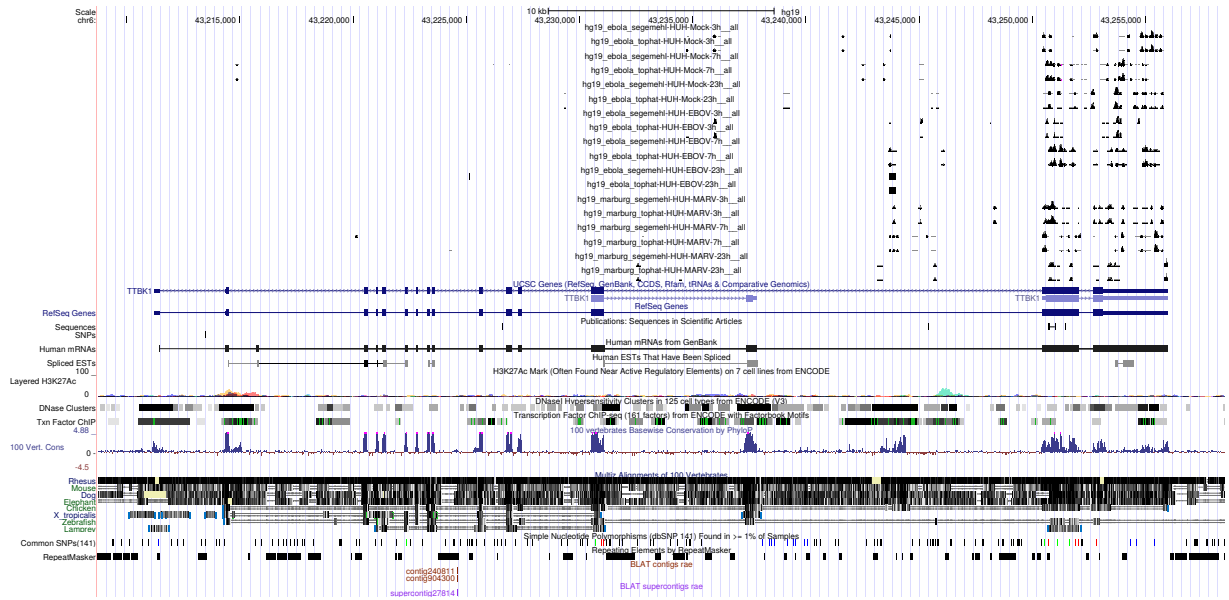 Scale 10 kb hg19
chr6: 43,215,000 43,220,000 43,225,000 43,230,000 43,235,000 43,240,000 43,245,000 43,250,000 43,255,000
hg19_ebola_segemehl-HUH-Mock-3h__all
hg19_ebola_tophat-HUH-Mock-3h__all
hg19_ebola_segemehl-HUH-Mock-7h__all
hg19_ebola_tophat-HUH-Mock-7h__all
hg19_ebola_segemehl-HUH-Mock-23h__all
hg19_ebola_tophat-HUH-Mock-23h__all
hg19_ebola_segemehl-HUH-EBOV-3h__all
hg19_ebola_tophat-HUH-EBOV-3h__all
hg19_ebola_segemehl-HUH-EBOV-7h__all
hg19_ebola_tophat-HUH-EBOV-7h__all
hg19_ebola_segemehl-HUH-EBOV-23h__all
hg19_ebola_tophat-HUH-EBOV-23h__all
hg19_marburg_segemehl-HUH-MARV-3h__all
hg19_marburg_tophat-HUH-MARV-3h__all
hg19_marburg_segemehl-HUH-MARV-7h__all
hg19_marburg_tophat-HUH-MARV-7h__all
hg19_marburg_segemehl-HUH-MARV-23h__all
hg19_marburg_tophat-HUH-MARV-23h__all
UCSC Genes (RefSeq, GenBank, CCDS, Rfam, tRNAs & Comparative Genomics)
TTBK1
TTBK1 TTBK1
RefSeq Genes
RefSeq Genes
Publications: Sequences in Scientific Articles
Sequences
SNPs
Human mRNAs from GenBank
Human mRNAs
Human ESTs That Have Been Spliced
Spliced ESTs
100
H3K27Ac Mark (Often Found Near Active Regulatory Elements) on 7 cell lines from ENCODE
Layered H3K27Ac
0
DNaseI Hypersensitivity Clusters in 125 cell types from ENCODE (V3)
DNase Clusters
Transcription Factor ChIP-seq (161 factors) from ENCODE with Factorbook Motifs
Txn Factor ChIP
4.88
100 vertebrates Basewise Conservation by PhyloP
100 Vert. Cons
0
-4.5
Multiz Alignments of 100 Vertebrates
Rhesus
Mouse
Dog
Elephant
Chicken
X_tropicalis
Zebrafish
Lamprey
Simple Nucleotide Polymorphisms (dbSNP 141) Found in >= 1% of Samples
Common SNPs(141)
Repeating Elements by RepeatMasker
RepeatMasker
BLAT contigs rae
contig240811
contig904300
BLAT supercontigs rae
supercontig27814